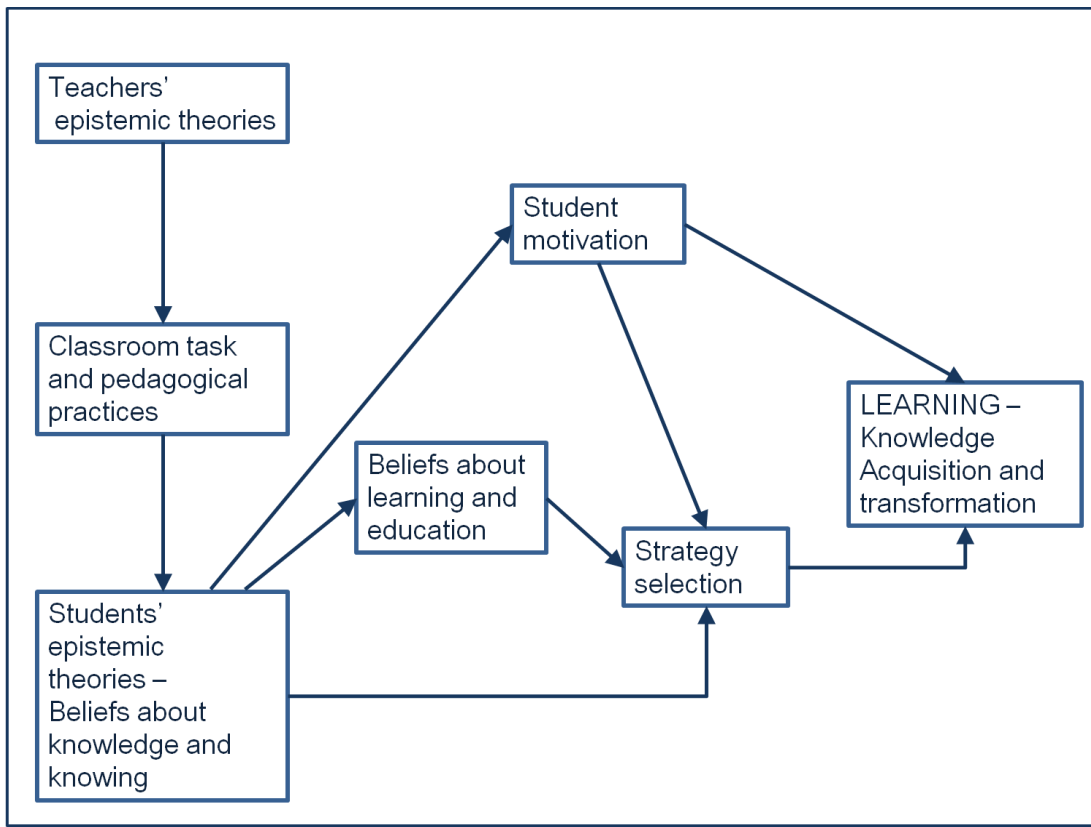 Teachers’
epistemic theories
Student
motivation
Classroom task
and pedagogical
practices
LEARNING –
Knowledge
Acquisition and
transformation
Beliefs about
learning and
education
Strategy
selection
Students’
epistemic
theories –
Beliefs about
knowledge and
knowing